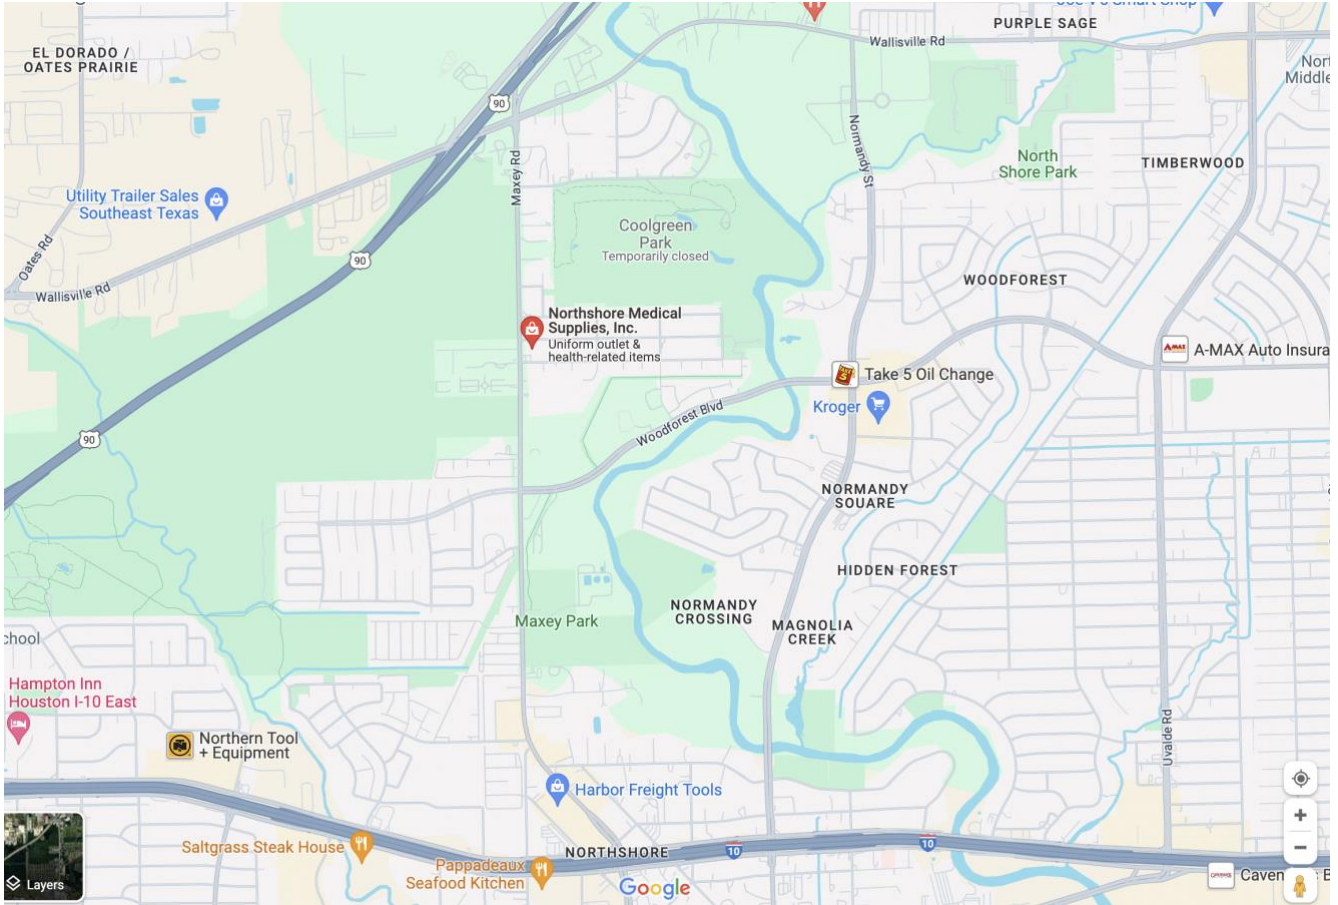 PURPLE SAGE
Wallisville Rd
EL DORADO /
OATES PRAIRIE
90
Maxey Rd
Normandy St
North
Shore Park
TIMBERWOOD
Utility Trailer Sales
Southeast Texas
Coolgreen
Park
Temporarily closed
Oates Rd
90
Wallisville Rd
WOODFOREST
Northshore Medical
Supplies, Inc.
Uniform outlet &
health-related items
A-MAX Auto Insura
Take 5 Oil Change
Kroger
Woodforest Blvd
90
NORMANDY
SQUARE
HIDDEN FOREST
NORMANDY
CROSSING
MAGNOLIA
CREEK
Maxey Park
chool
Hampton Inn
Houston I-10 East
Northern Tool
+ Equipment
Uvalde Rd
Harbor Freight Tools
Saltgrass Steak House
NORTHSHORE
10
10
Pappadeaux
Seafood Kitchen
Layers
Google